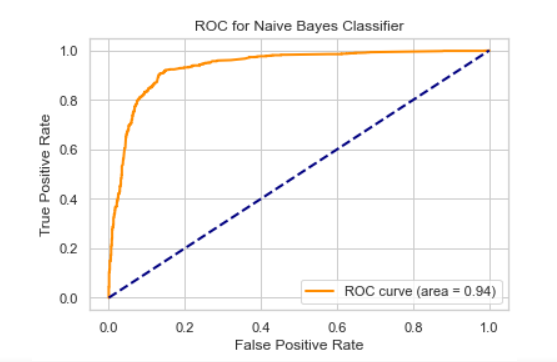 ROC for Naive Bayes Classifier
True Positive Rate
1.0
0.8
0.6
0.4
0.2
0.0
ROC curve (area = 0.94)
0.0 0.2 0.4 0.6 0.8 1.0
False Positive Rate